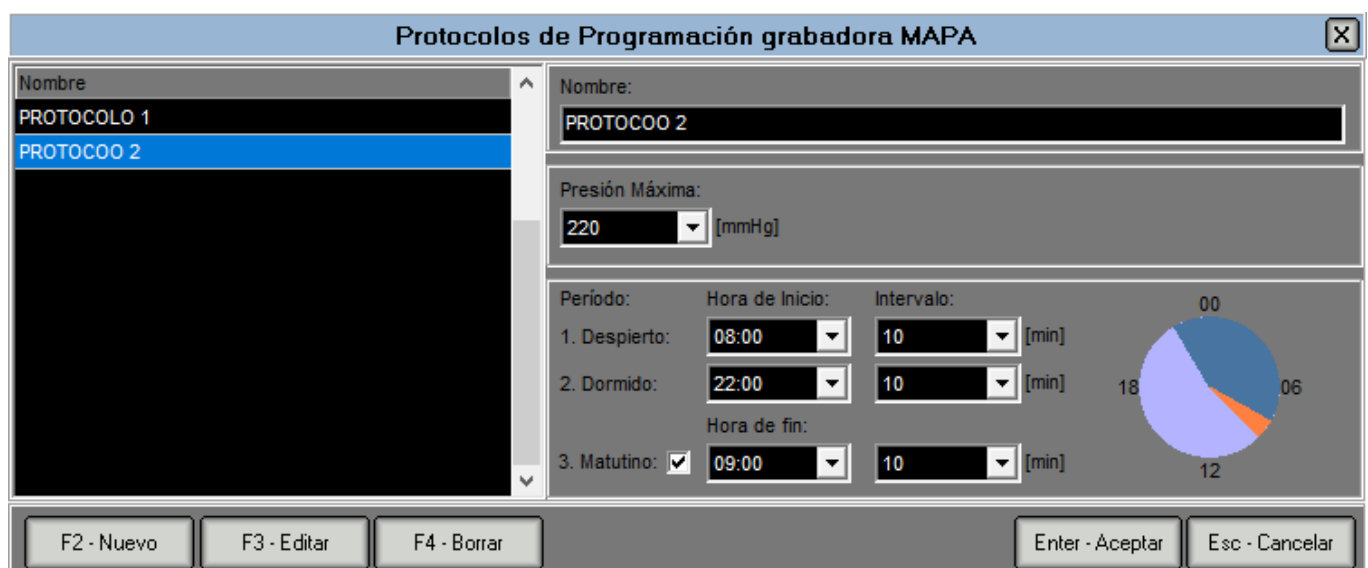 Protocolos de Programación grabadora MAPA
Nombre
PROTOCOLO 1
PROTOCOO 2
Nombre:
PROTOCOO 2
Presión Máxima:
220 [mmHg]
Período: Hora de Inicio: Intervalo:
1. Despierto: 08:00 10 [min]
2. Dormido: 22:00 10 [min]
Hora de fin:
3. Matutino: 09:00 10 [min]
00
18 06
12
F2 - Nuevo F3 - Editar F4 - Borrar Enter - Aceptar Esc - Cancelar